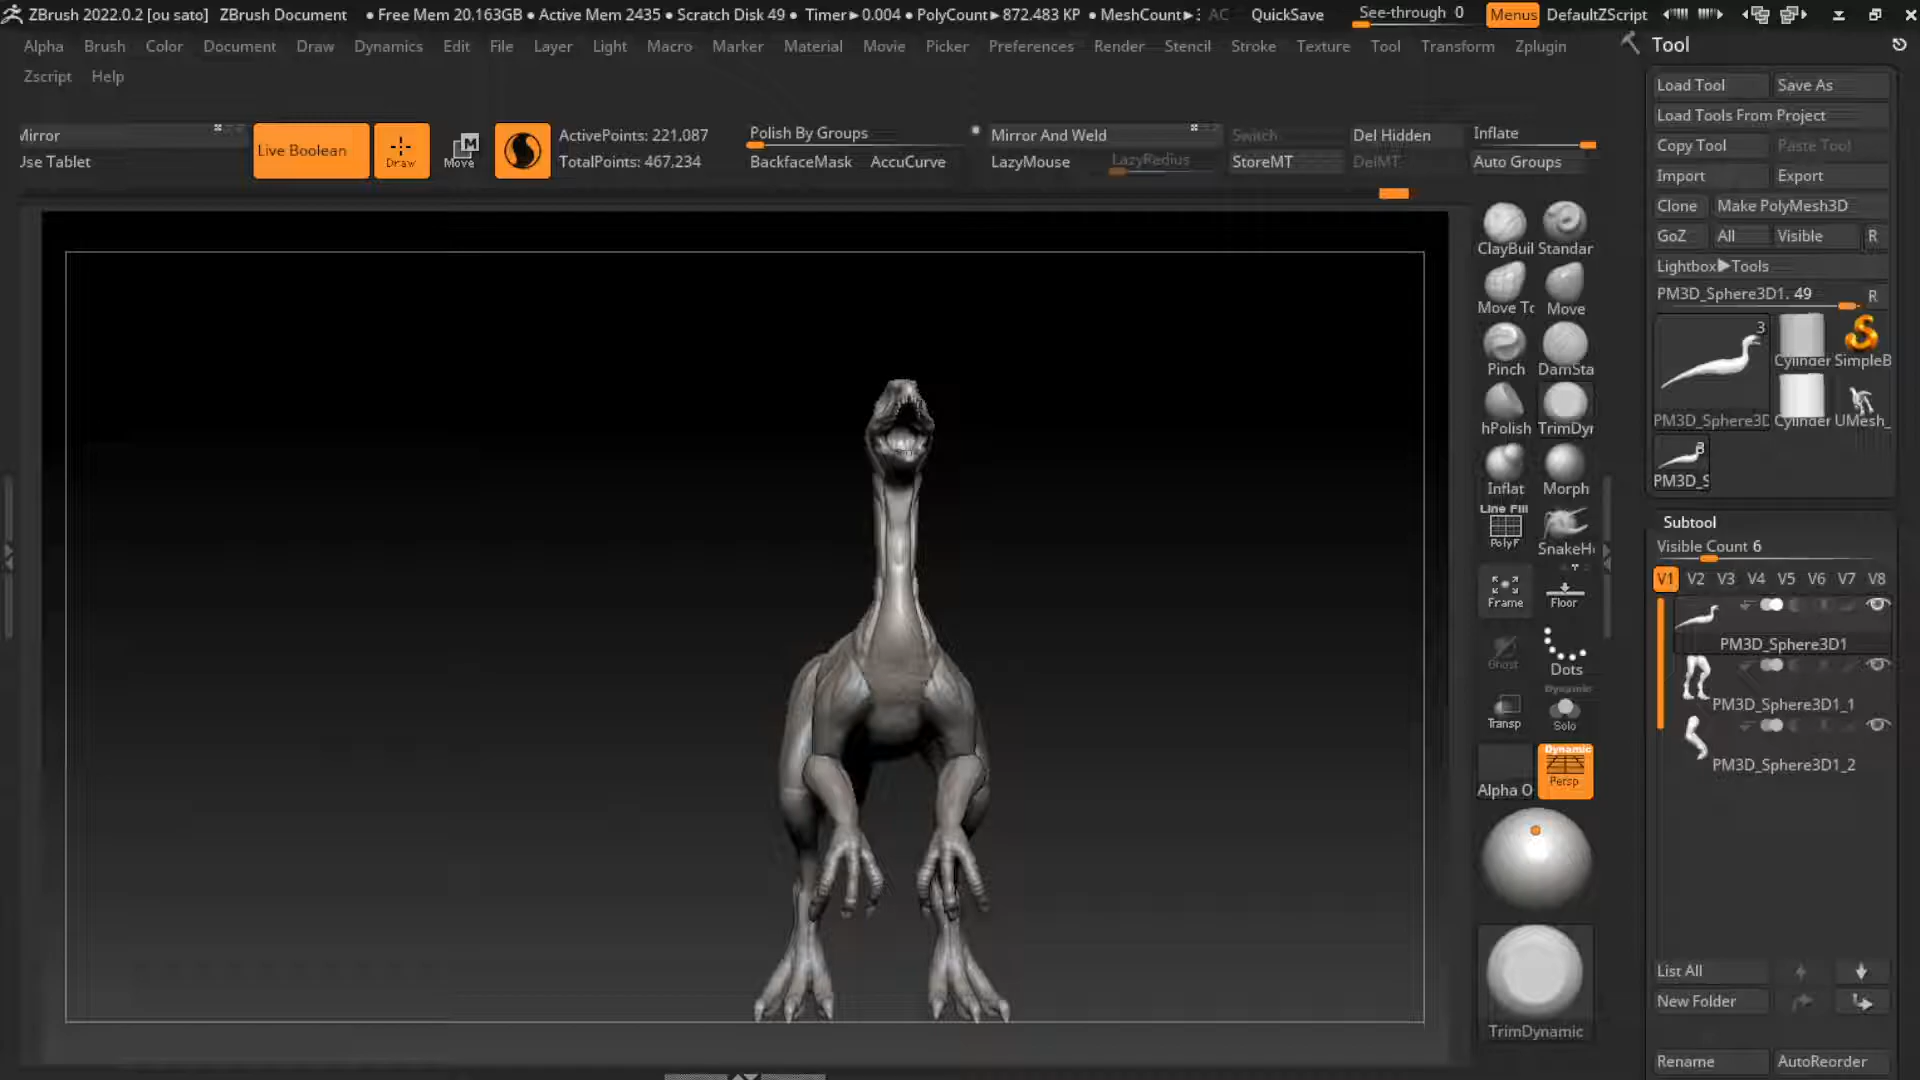 ZBrush 2022.0.2 [ou sato] ZBrush Document • Free Mem 20.163GB • Active Mem 2435 • Scratch Disk 49 • Timer▶0.004 • PolyCount▶872.483 KP • MeshCount▶3 AC QuickSave See-through 0 Menus DefaultZScript
Alpha Brush Color Document Draw Dynamics Edit File Layer Light Macro Marker Material Movie Picker Preferences Render Stencil Stroke Texture Tool Transform Zplugin
Zscript Help
Tool
Load Tool Save As
Load Tools From Project
Copy Tool Paste Tool
Import Export
Clone Make PolyMesh3D
GoZ All Visible R
Lightbox▶Tools
PM3D_Sphere3D1. 49 R
3
Cylinder SimpleB
PM3D_Sphere3D Cylinder UMesh_
3
PM3D_S
Mirror
Use Tablet
Live Boolean
Draw
M
Move
ActivePoints: 221,087
TotalPoints: 467,234
Polish By Groups
BackfaceMask AccuCurve
Mirror And Weld
LazyMouse LazyRadius
Switch Del Hidden
StoreMT DelMT
Inflate
Auto Groups
ClayBuil Standar
Move To Move
Pinch DamSta
hPolish TrimDyr
Inflat Morph
Line Fill
PolyF SnakeH
Frame Floor
Ghost Dots
Dynamic
Transp Solo
Dynamic
Alpha O Persp
TrimDynamic
Subtool
Visible Count 6
V1 V2 V3 V4 V5 V6 V7 V8
PM3D_Sphere3D1
PM3D_Sphere3D1_1
PM3D_Sphere3D1_2
List All
New Folder
Rename AutoReorder